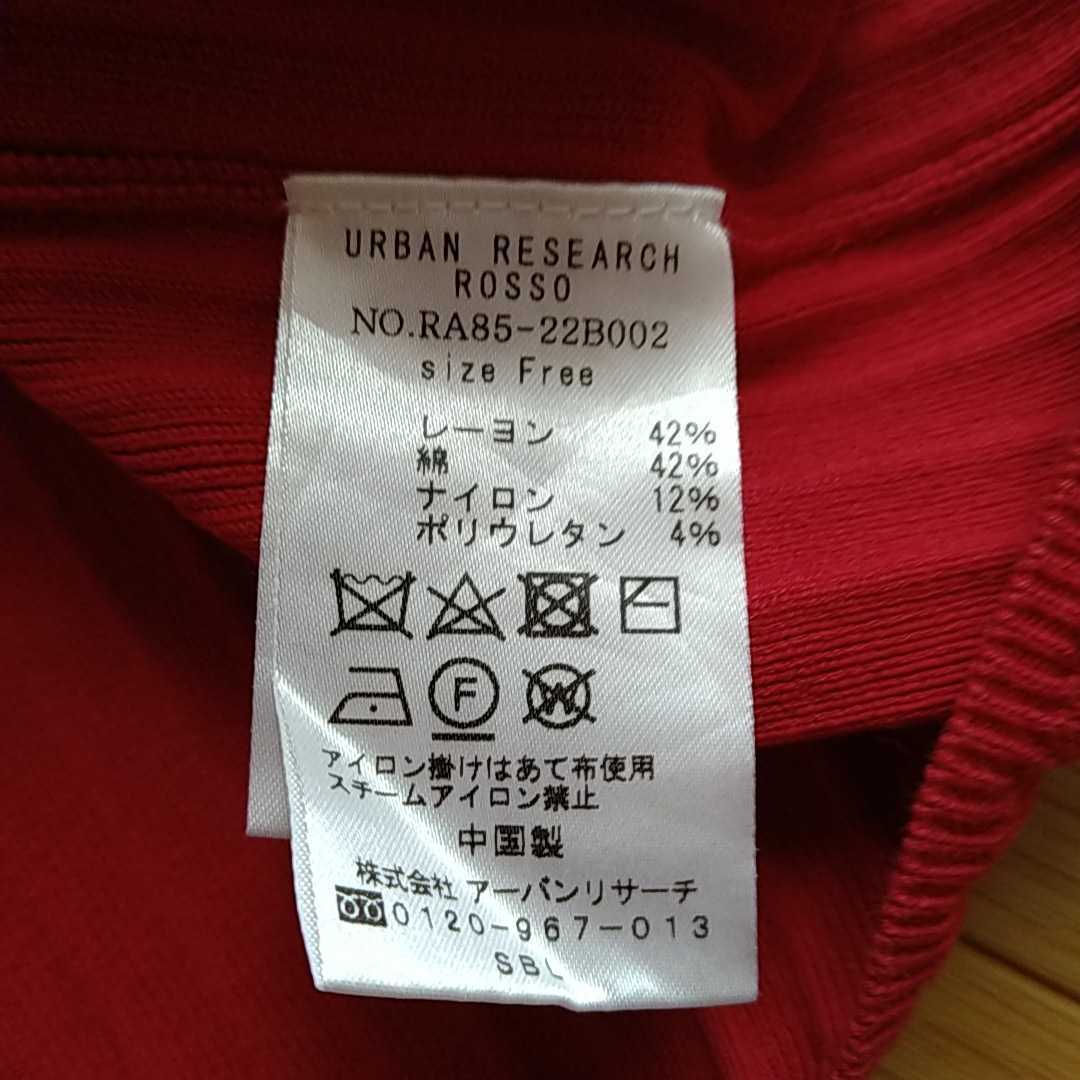 URBAN RESEARCH
ROSSO
NO.RA85-22B002
size Free
レーヨン 42%
綿 42%
ナイロン 12%
ポリウレタン 4%
F W
アイロン掛けはあて布使用
スチームアイロン禁止
中国製
株式会社 アーバンリサーチ
0120-967-013
SBL